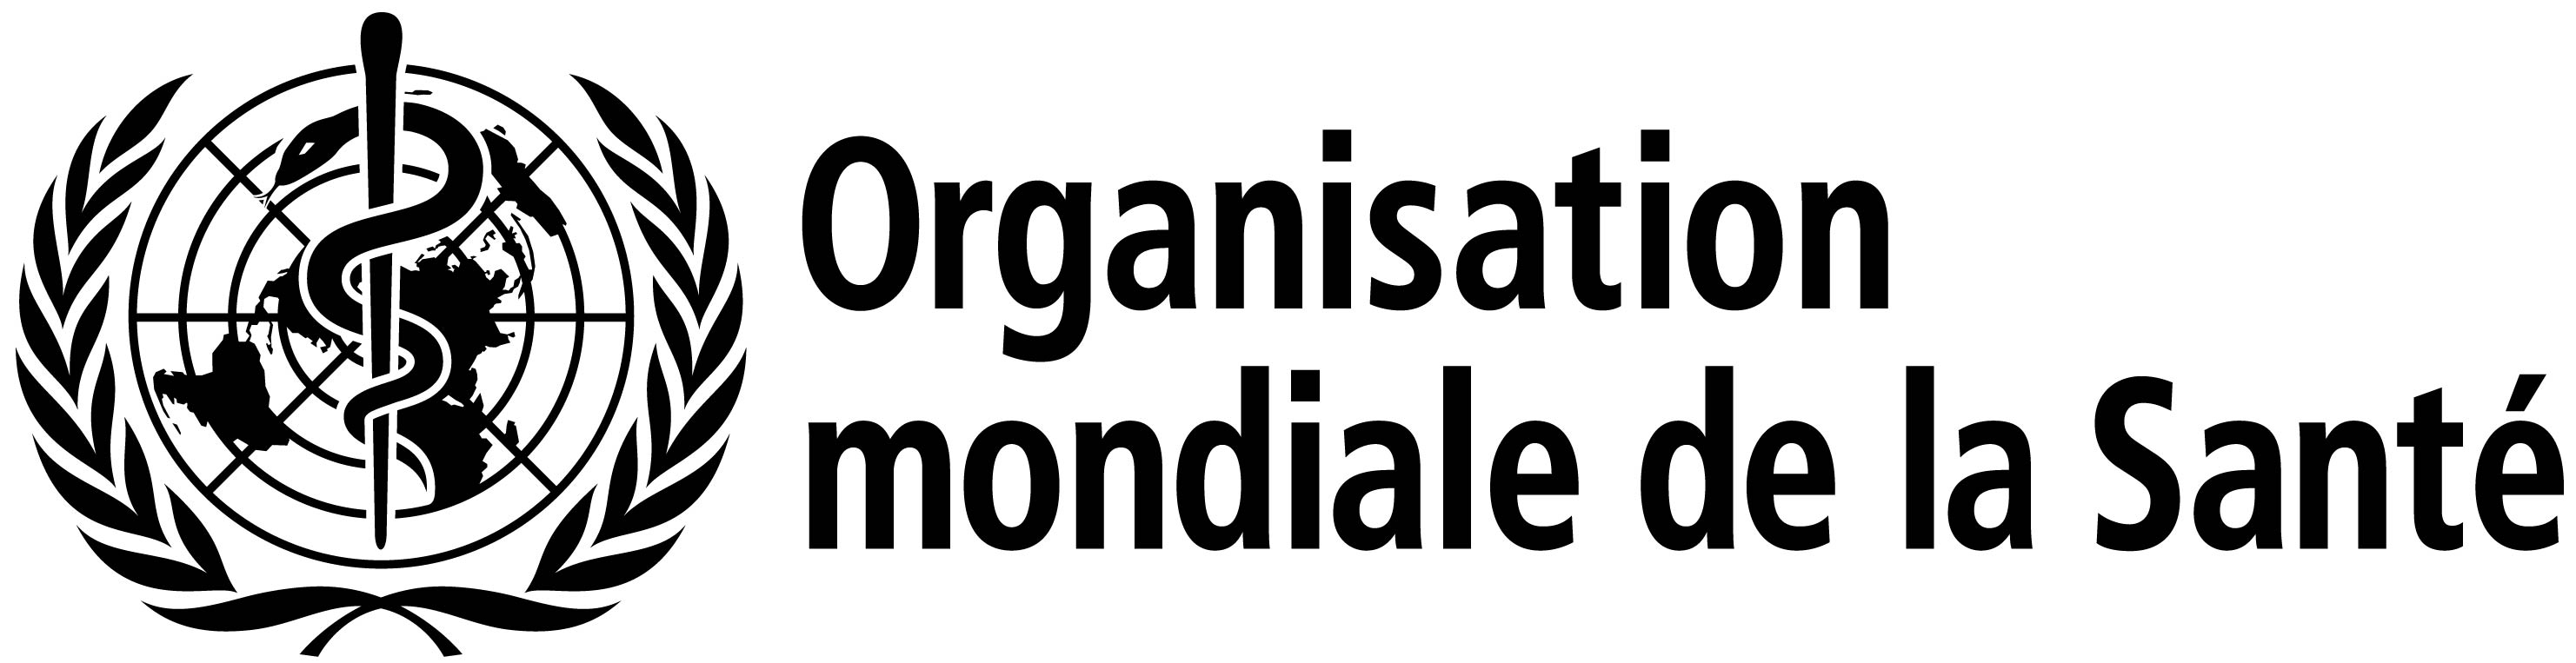 Organisation
mondiale de la Santé